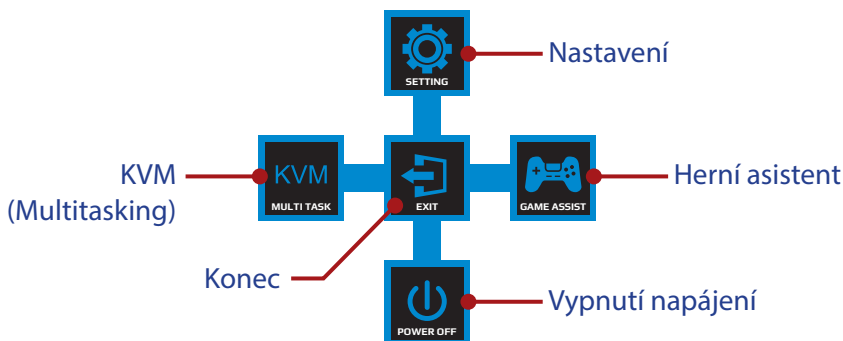 SETTING
Nastavení
KVM
(Multitasking)
KVM
MULTI TASK
EXIT
GAME ASSIST
Herní asistent
Konec
POWER OFF
Vypnutí napájení